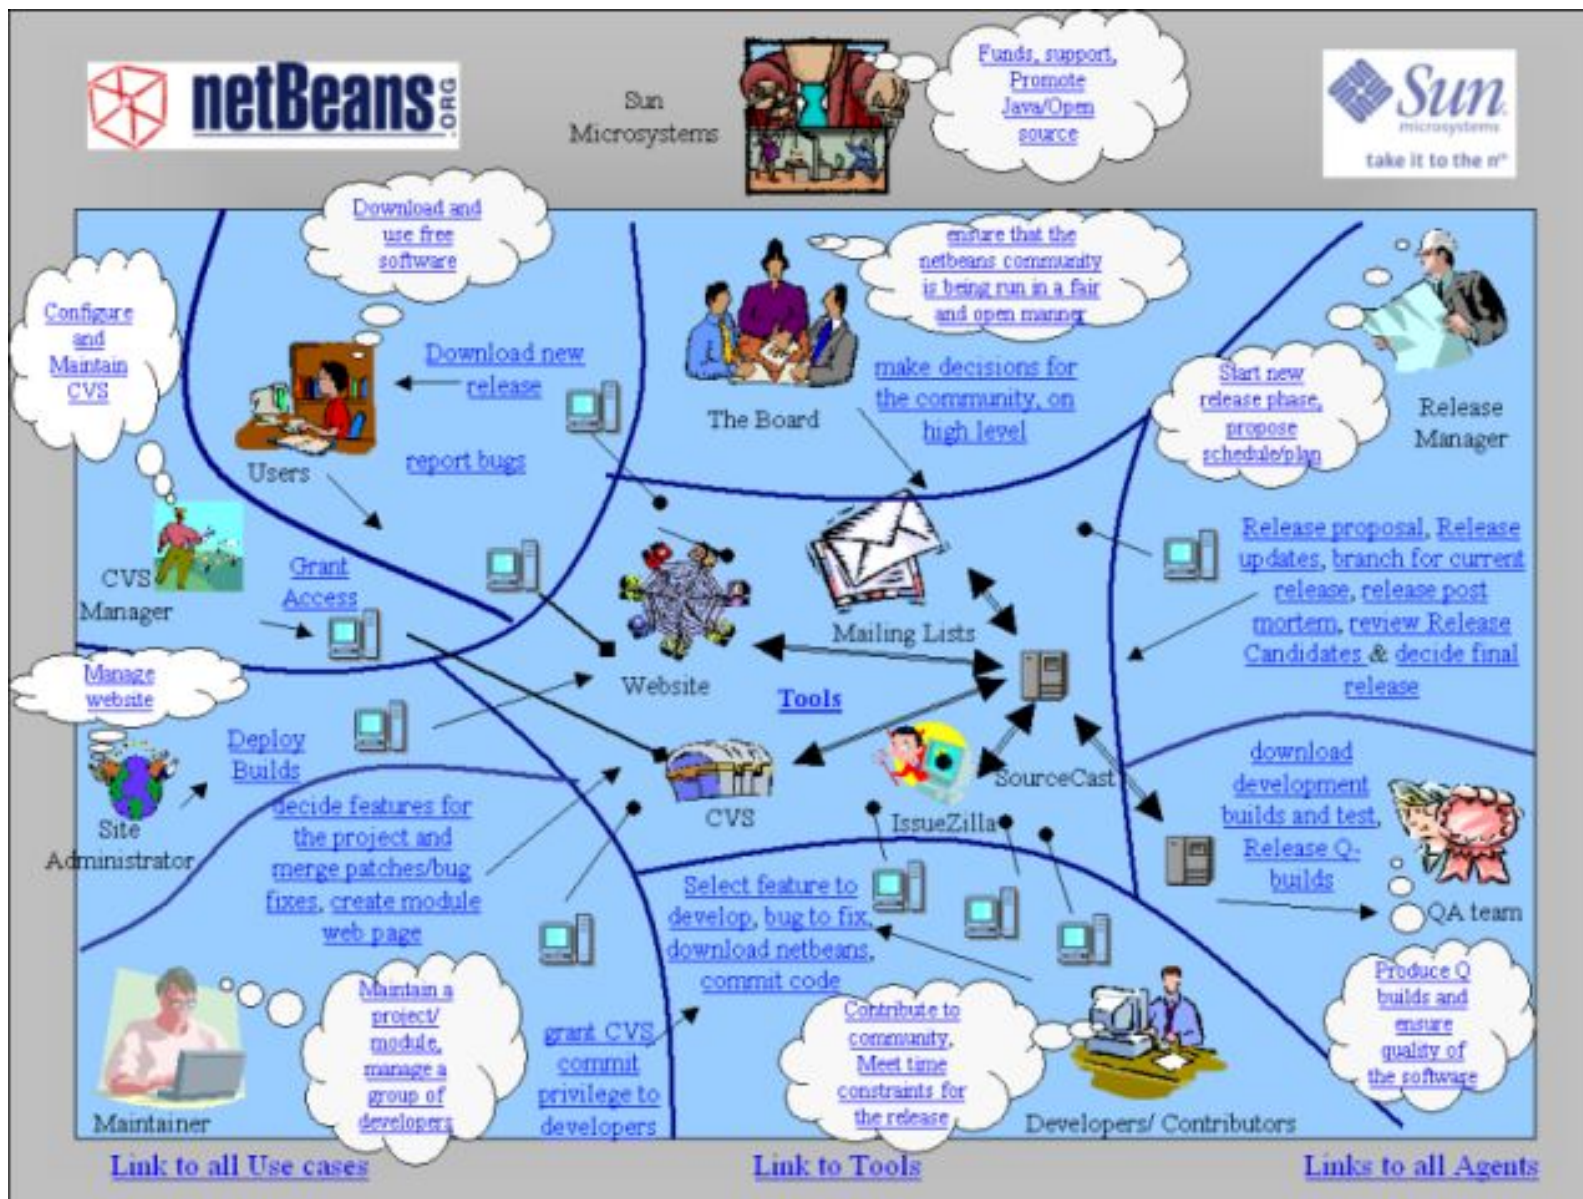 netBeans
.ORG
Sun
Microsystems
Funds, support,
Promote
Java/Open
source
Sun
microsystems
take it to the nth
Download and
use free
software
ensure that the
netbeans community
is being run in a fair
and open manner
Configure
and
Maintain
CVS
Download new
release
report bugs
Users
The Board
make decisions for
the community, on
high level
Start new
release phase,
propose
schedule/plan
Release
Manager
CVS
Manager
Grant
Access
Mailing Lists
Release proposal, Release
updates, branch for current
release, release post
mortem, review Release
Candidates & decide final
release
Manage
website
Website
Tools
Deploy
Builds
Site
Administrator
CVS
IssueZilla
SourceCast
download
development
builds and test,
Release Q-
builds
QA team
decide features for
the project and
merge patches/bug
fixes, create module
web page
Select feature to
develop, bug to fix,
download netbeans,
commit code
Maintain a
project/
module,
manage a
group of
developers
Maintainer
grant CVS
commit
privilege to
developers
Contribute to
community,
Meet time
constraints for
the release
Developers/ Contributors
Produce Q
builds and
ensure
quality of
the software
Link to all Use cases
Link to Tools
Links to all Agents